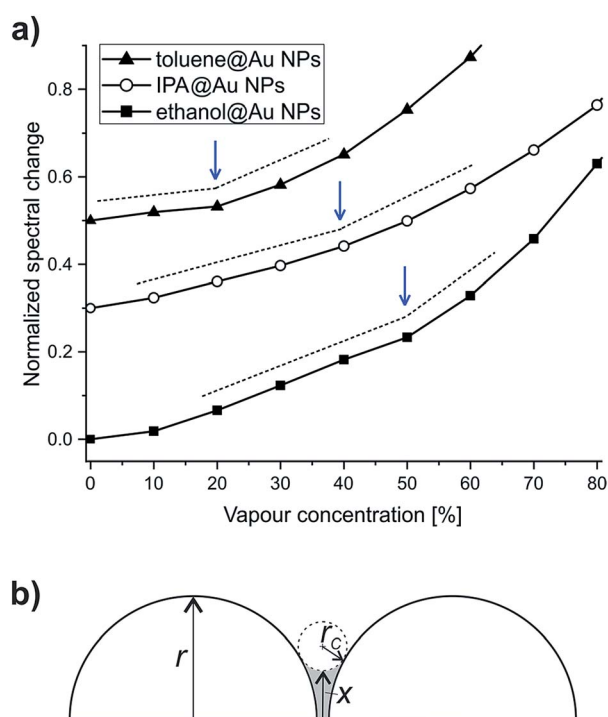 a)
toluene@Au NPs
IPA@Au NPs
ethanol@Au NPs
Normalized spectral change
0.8
0.6
0.4
0.2
0.0
0 10 20 30 40 50 60 70 80
Vapour concentration [%]
b)
r
rc
x